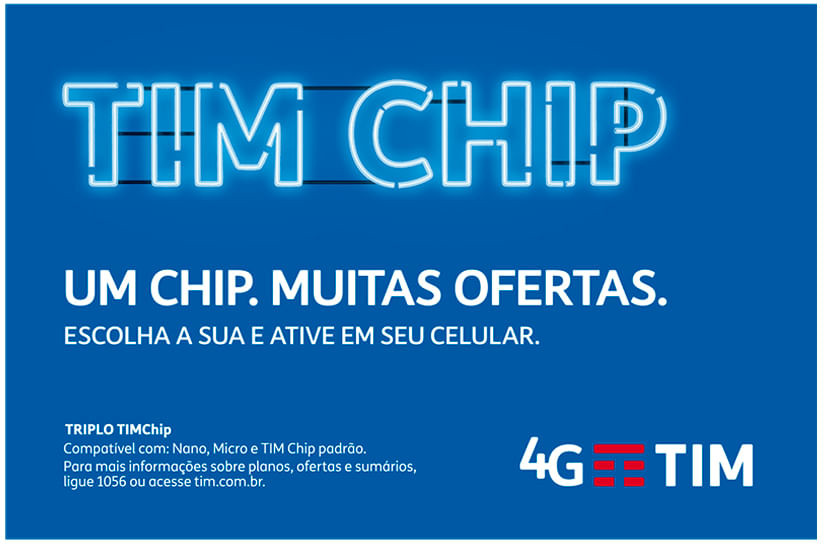 TIM CHIP
UM CHIP. MUITAS OFERTAS.
ESCOLHA A SUA E ATIVE EM SEU CELULAR.
TRIPLO TIMChip
Compatível com: Nano, Micro e TIM Chip padrão.
Para mais informações sobre planos, ofertas e sumários,
ligue 1056 ou acesse tim.com.br.
4G TIM